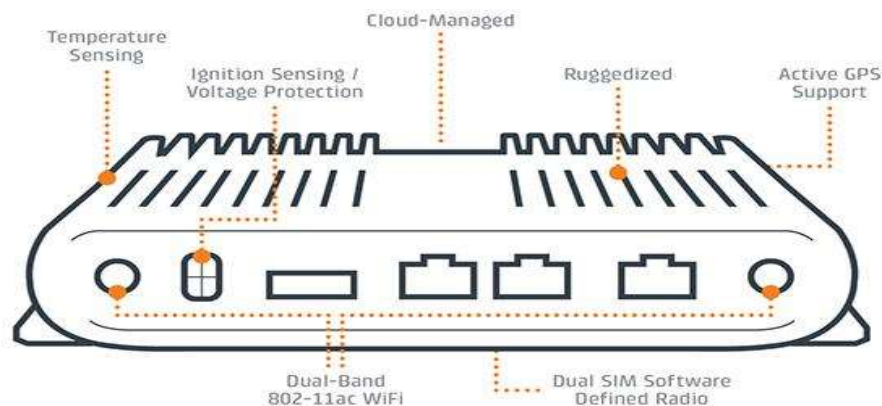 Cloud-Managed
Temperature
Sensing
Ignition Sensing /
Voltage Protection
Ruggedized
Active GPS
Support
Dual-Band
802-11ac WiFi
Dual SIM Software
Defined Radio